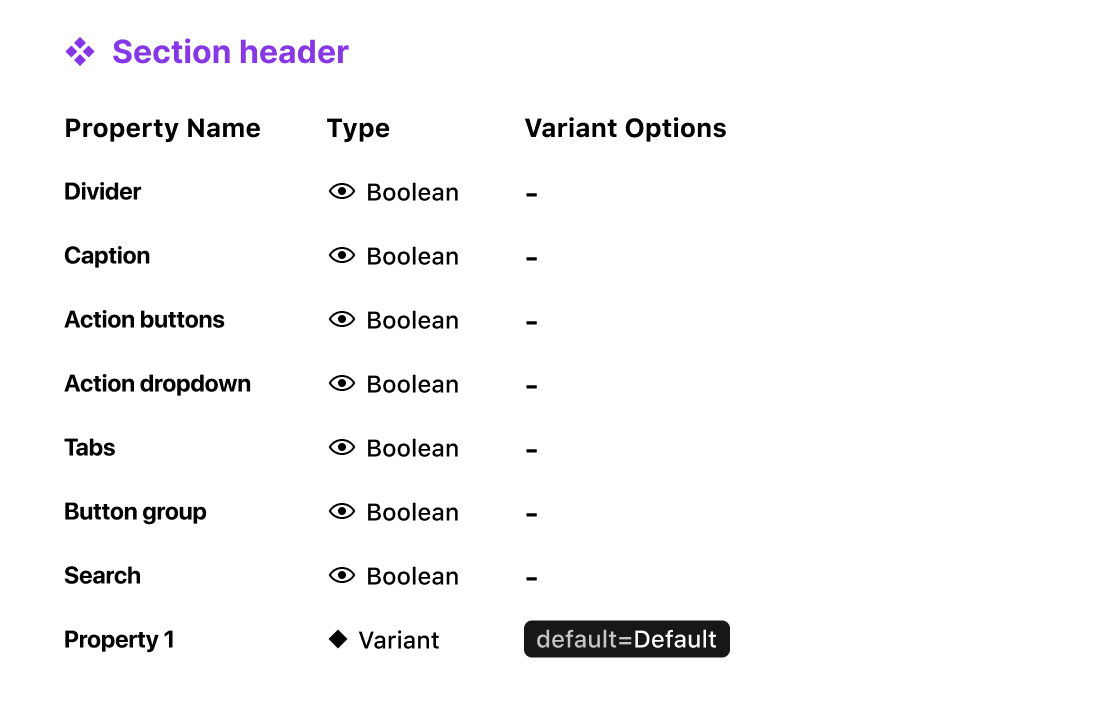 Section header
Property Name Type Variant Options
Divider Boolean -
Caption Boolean -
Action buttons Boolean -
Action dropdown Boolean -
Tabs Boolean -
Button group Boolean -
Search Boolean -
Property 1 Variant default=Default